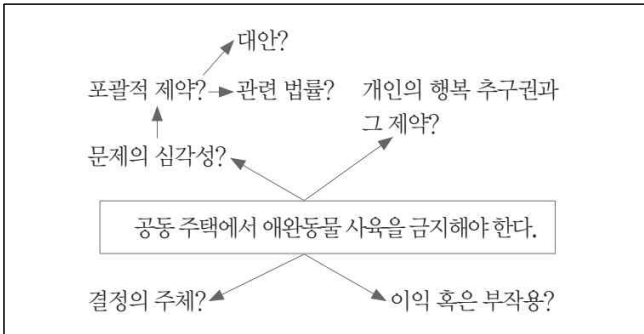 대안?
포괄적 제약? 관련 법률? 개인의 행복 추구권과
그 제약?
문제의 심각성?
공동 주택에서 애완동물 사육을 금지해야 한다.
결정의 주체? 이익 혹은 부작용?